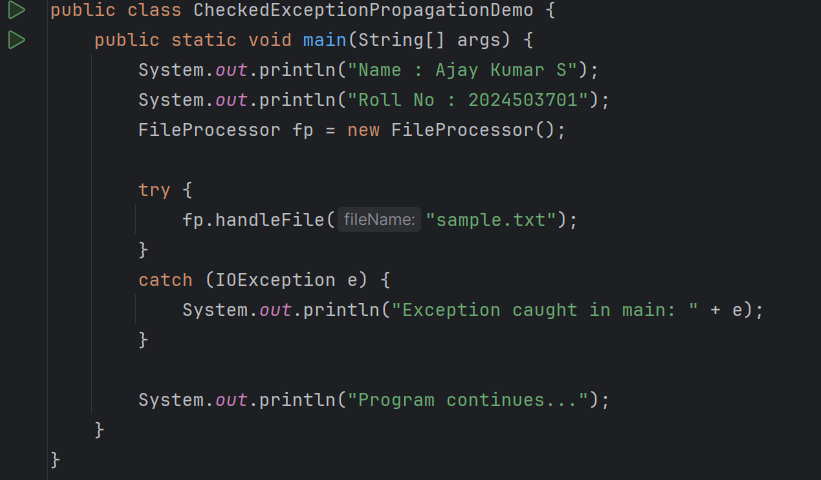 public class CheckedExceptionPropagationDemo {
public static void main(String[] args) {
System.out.println("Name : Ajay Kumar S");
System.out.println("Roll No : 2024503701");
FileProcessor fp = new FileProcessor();
try {
fp.handleFile( fileName: "sample.txt");
}
catch (IOException e) {
System.out.println("Exception caught in main: " + e);
}
System.out.println("Program continues...");
}
}